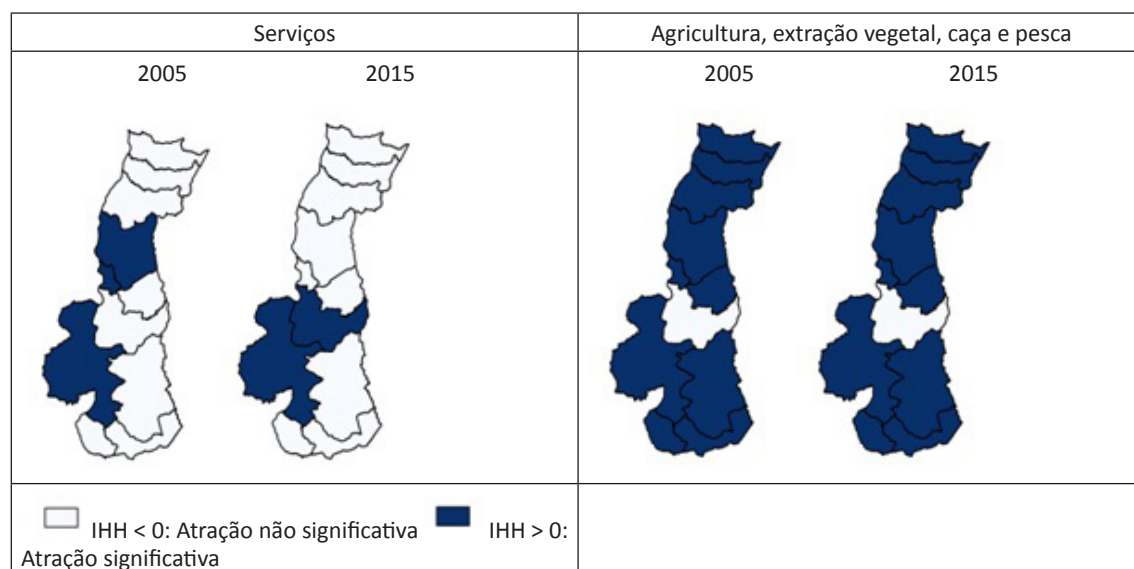 Serviços
Agricultura, extração vegetal, caça e pesca
2005
2015
2005
2015
IHH < 0: Atração não significativa IHH > 0:
Atração significativa